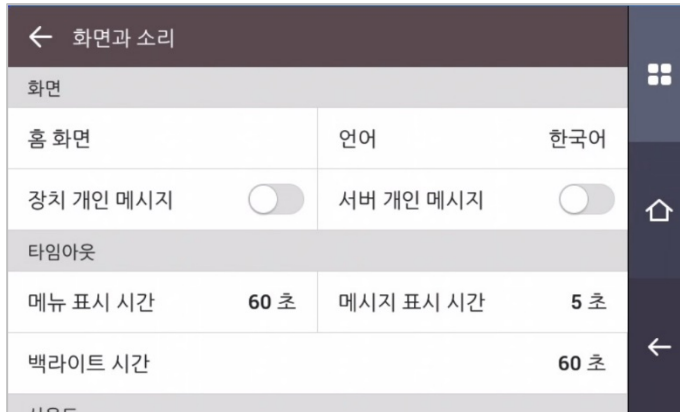 화면과 소리
화면
홈 화면
언어 한국어
장치 개인 메시지
서버 개인 메시지
타임아웃
메뉴 표시 시간 60 초
메시지 표시 시간 5 초
백라이트 시간 60 초